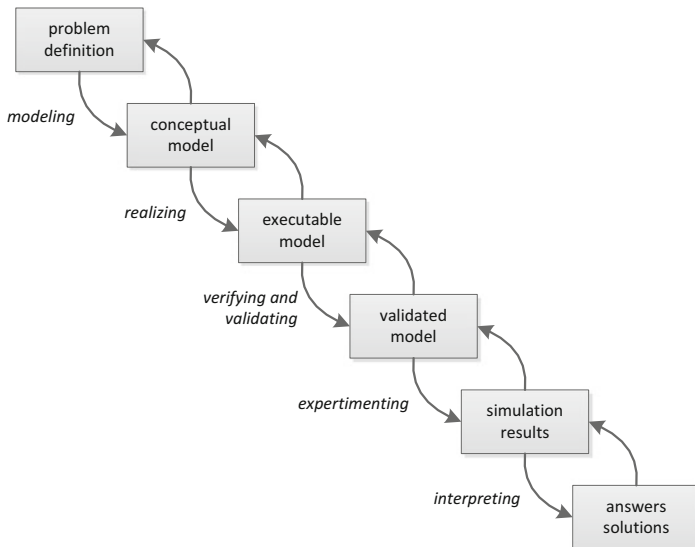 problem
definition
modeling
conceptual
model
realizing
executable
model
verifying and
validating
validated
model
expertimenting
simulation
results
interpreting
answers
solutions